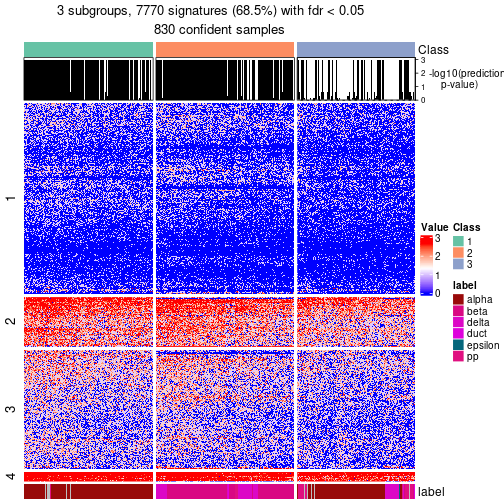 3 subgroups, 7770 signatures (68.5%) with fdr < 0.05
830 confident samples
Class
3
2
1
0
-log10(prediction
p-value)
1
2
3
4
label
Value
3
2
1
0
Class
1
2
3
label
alpha
beta
delta
duct
epsilon
pp